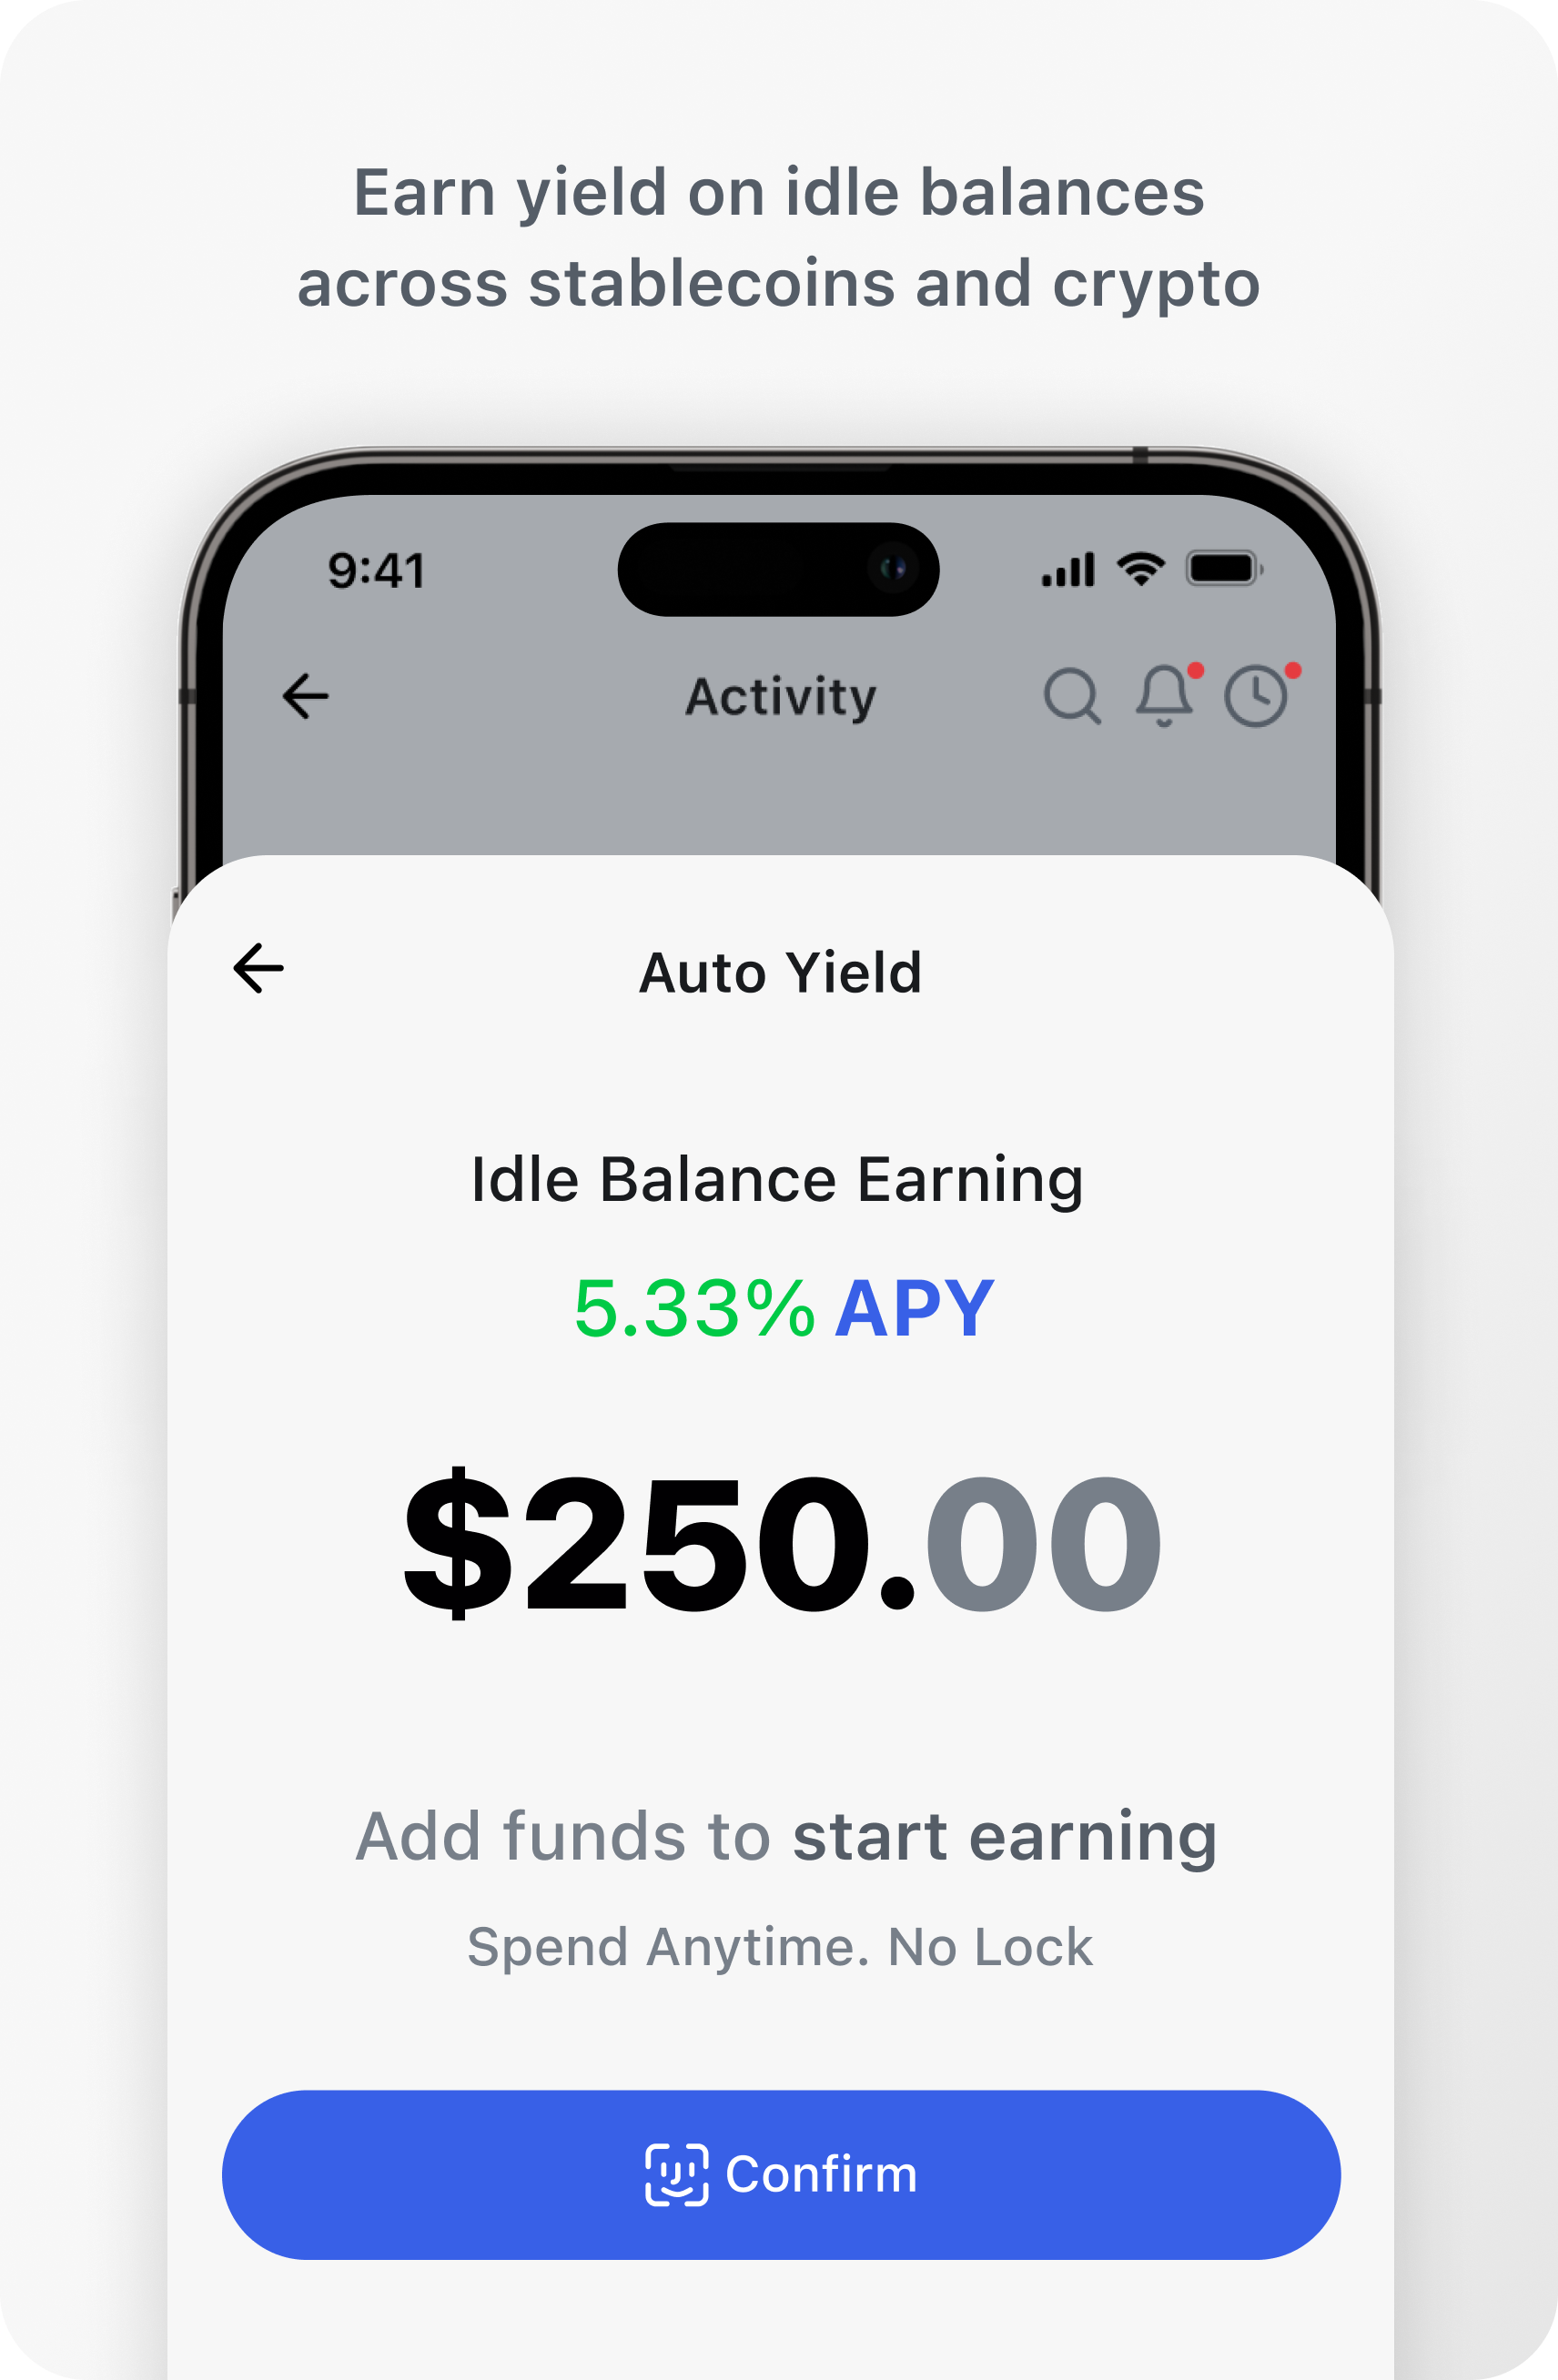 Earn yield on idle balances
across stablecoins and crypto
9:41
Activity
Auto Yield
Idle Balance Earning
5.33% APY
$250.00
Add funds to start earning
Spend Anytime. No Lock
Confirm